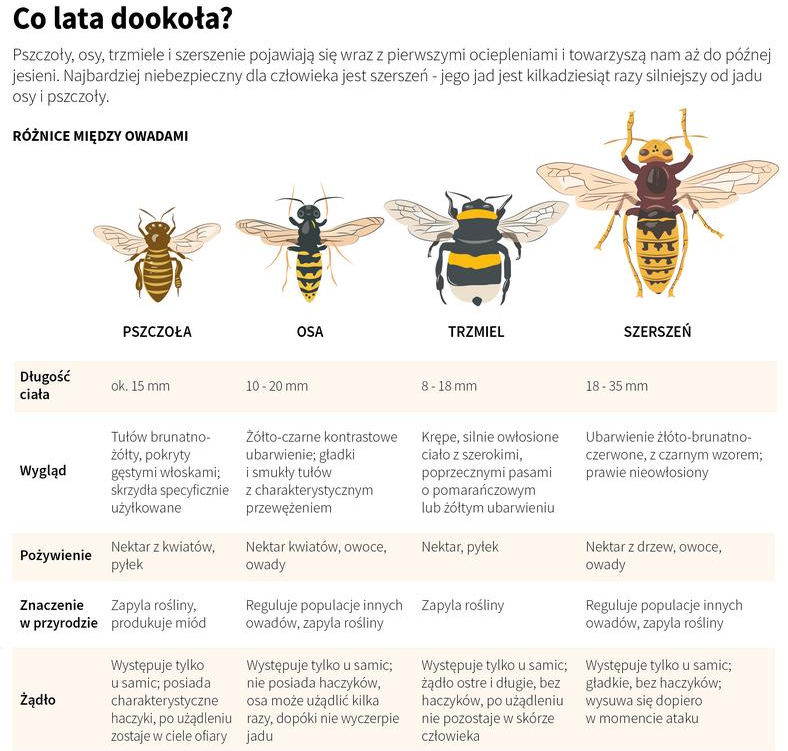 Co lata dookoła?
Pszczoły, osy, trzmiele i szerszenie pojawiają się wraz z pierwszymi ociepleniami i towarzyszą nam aż do późnej
jesieni. Najbardziej niebezpieczny dla człowieka jest szerszeń - jego jad jest kilkadziesiąt razy silniejszy od jadu
osy i pszczoły.
RÓŻNICE MIĘDZY OWADAMI
PSZCZOŁA
OSA
TRZMIEL
SZERSZEŃ
Długość
ciała
ok. 15 mm
10 - 20 mm
8 - 18 mm
18 - 35 mm
Wygląd
Tułów brunatno-
żółty, pokryty
gęstymi włoskami;
skrzydła specyficznie
użyłkowane
Żółto-czarne kontrastowe
ubarwienie; gładki
i smukły tułów
z charakterystycznym
przewężeniem
Krępe, silnie owłosione
ciało z szerokimi,
poprzecznymi pasami
o pomarańczowym
lub żółtym ubarwieniu
Ubarwienie żłóto-brunatno-
czerwone, z czarnym wzorem;
prawie nieowłosiony
Pożywienie
Nektar z kwiatów,
pyłek
Nektar kwiatów, owoce,
owady
Nektar, pyłek
Nektar z drzew, owoce,
owady
Znaczenie
w przyrodzie
Zapyla rośliny,
produkuje miód
Reguluje populacje innych
owadów, zapyla rośliny
Zapyla rośliny
Reguluje populacje innych
owadów, zapyla rośliny
Żądło
Występuje tylko
u samic; posiada
charakterystyczne
haczyki, po użądleniu
zostaje w ciele ofiary
Występuje tylko u samic;
nie posiada haczyków,
osa może użądlić kilka
razy, dopóki nie wyczerpie
jadu
Występuje tylko u samic;
żądło ostre i długie, bez
haczyków, po użądleniu
nie pozostaje w skórze
człowieka
Występuje tylko u samic;
gładkie, bez haczyków;
wysuwa się dopiero
w momencie ataku